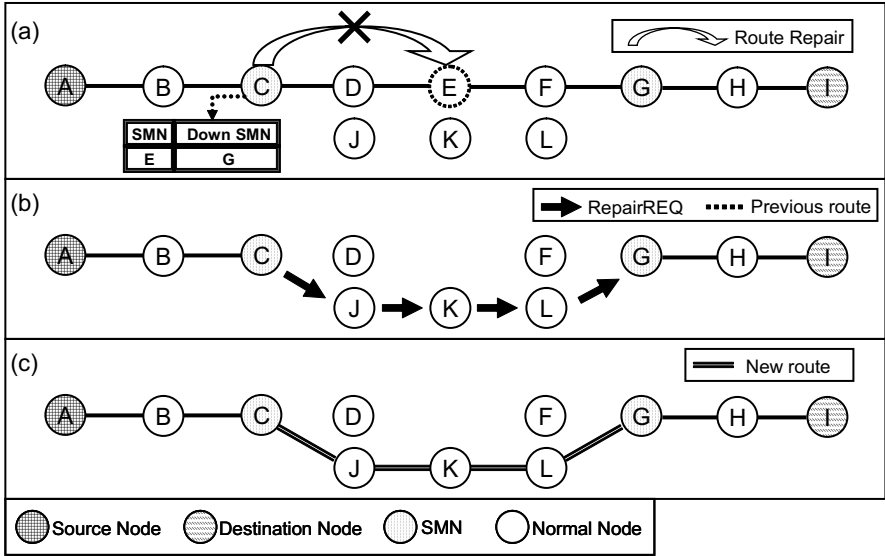 (a)
Route Repair
A B C D E F G H I
SMN Down SMN
E G
J K L
(b)
RepairREQ Previous route
A B C D F G H I
J K L
(c)
New route
A B C D F G H I
J K L
Source Node Destination Node SMN Normal Node